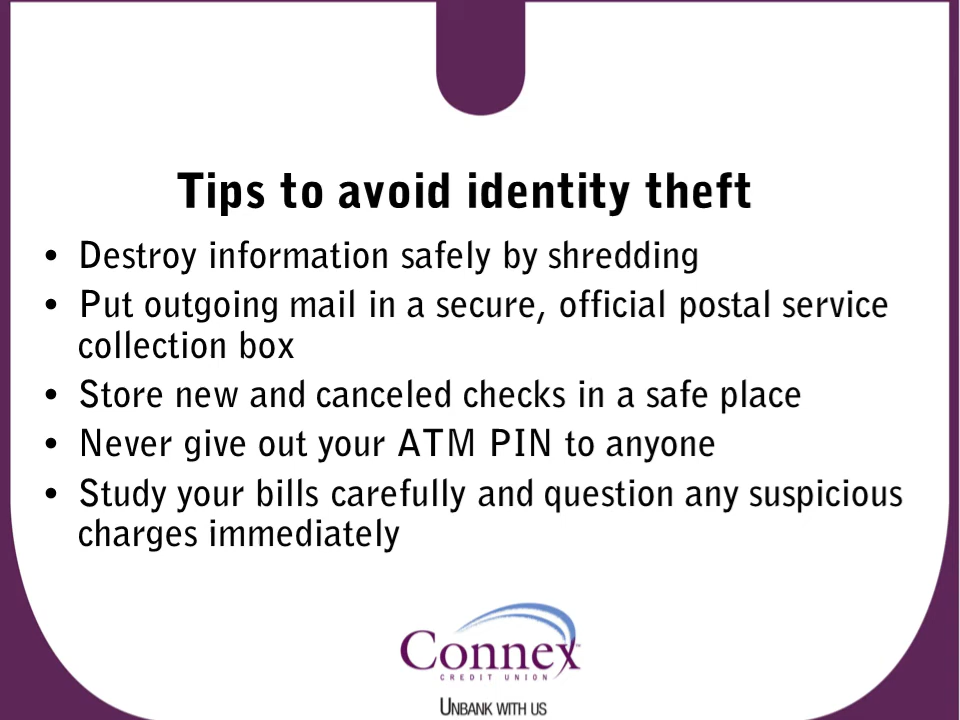 Tips to avoid identity theft
• Destroy information safely by shredding
• Put outgoing mail in a secure, official postal service
collection box
• Store new and canceled checks in a safe place
• Never give out your ATM PIN to anyone
• Study your bills carefully and question any suspicious
charges immediately
Connex™
CREDIT UNION
UNBANK WITH US